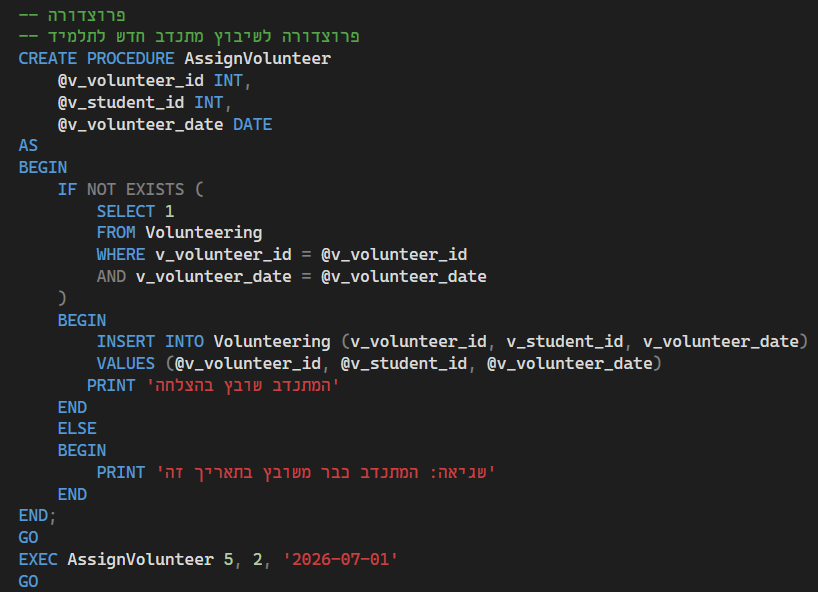 -- פרוצדורה
-- פרוצדורה לשיבוץ מתנדב חדש לתלמיד
CREATE PROCEDURE AssignVolunteer
    @v_volunteer_id INT,
    @v_student_id INT,
    @v_volunteer_date DATE
AS
BEGIN
    IF NOT EXISTS (
        SELECT 1
        FROM Volunteering
        WHERE v_volunteer_id = @v_volunteer_id
        AND v_volunteer_date = @v_volunteer_date
    )
    BEGIN
        INSERT INTO Volunteering (v_volunteer_id, v_student_id, v_volunteer_date)
        VALUES (@v_volunteer_id, @v_student_id, @v_volunteer_date)
       PRINT 'המתנדב שובץ בהצלחה'
    END
    ELSE
    BEGIN
        PRINT 'שגיאה: המתנדב כבר משובץ בתאריך זה'
    END
END;
GO
EXEC AssignVolunteer 5, 2, '2026-07-01'
GO